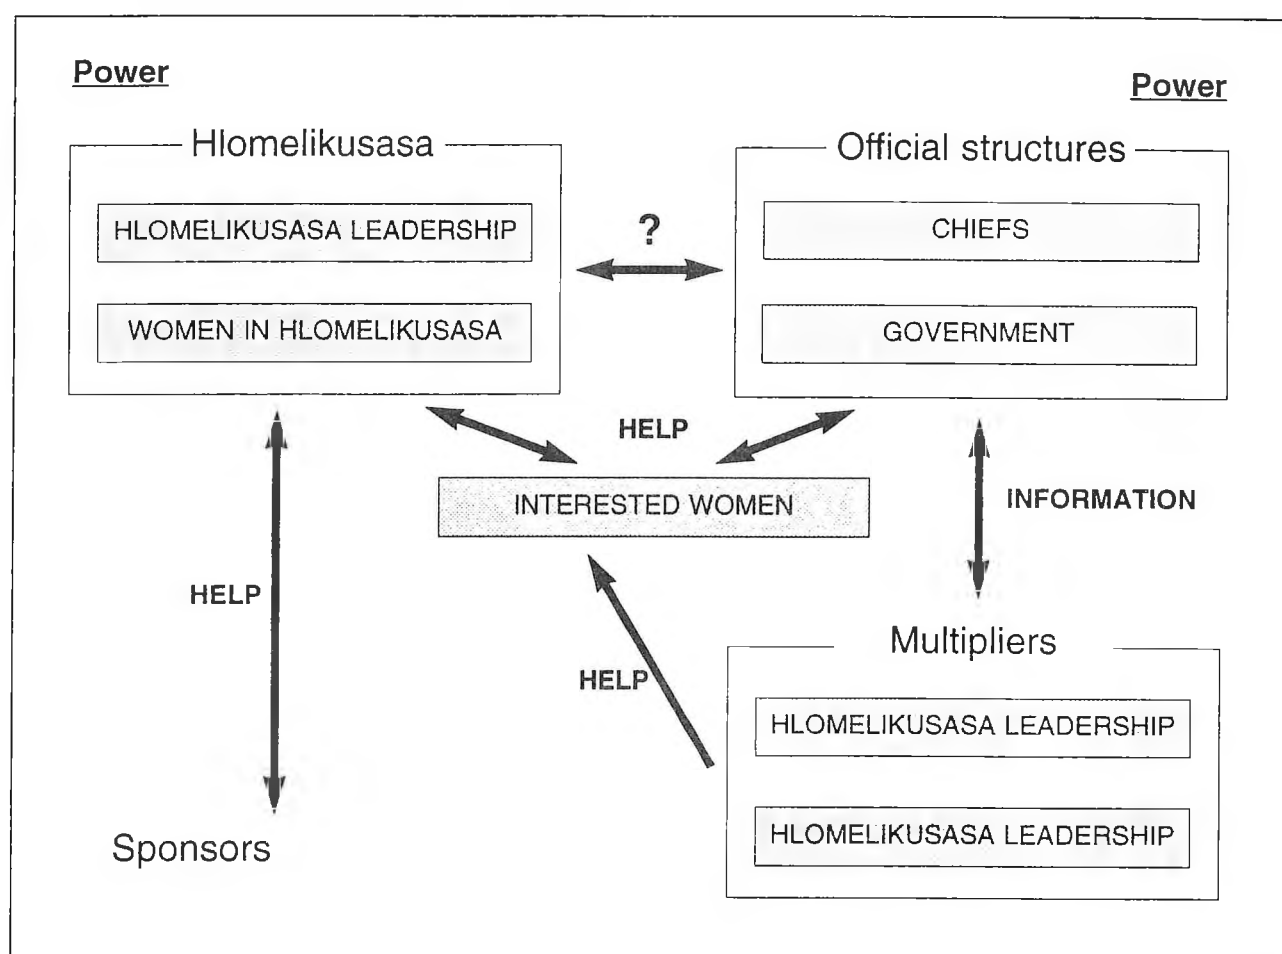 Power
Power
Hlomelikusasa
Official structures
HLOMELIKUSASA LEADERSHIP
?
CHIEFS
WOMEN IN HLOMELIKUSASA
GOVERNMENT
HELP
INTERESTED WOMEN
INFORMATION
HELP
Multipliers
HELP
HLOMELIKUSASA LEADERSHIP
HLOMELIKUSASA LEADERSHIP
Sponsors